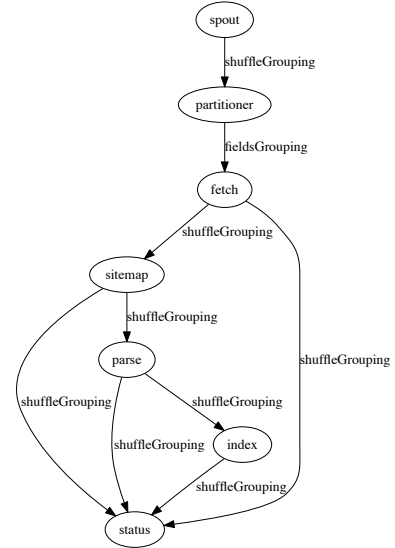 spout
shuffleGrouping
partitioner
fieldsGrouping
fetch
shuffleGrouping
sitemap
shuffleGrouping
parse
shuffleGrouping
shuffleGrouping
shuffleGrouping
shuffleGrouping
index
shuffleGrouping
status